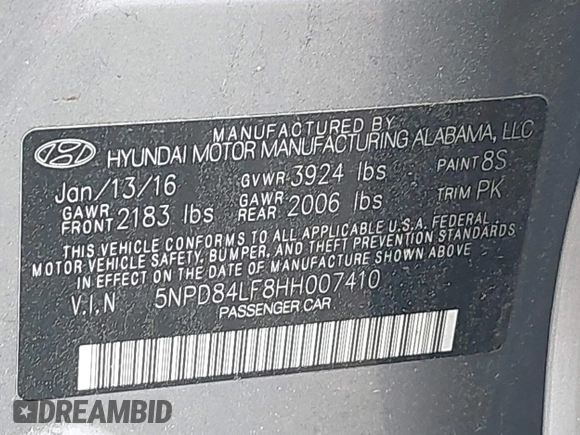 MANUFACTURED BY
HYUNDAI MOTOR MANUFACTURING ALABAMA, LLC
Jan/13/16 GVWR 3924 lbs PAINT 8S
GAWR FRONT 2183 lbs GAWR REAR 2006 lbs TRIM PK
THIS VEHICLE CONFORMS TO ALL APPLICABLE U.S.A. FEDERAL
MOTOR VEHICLE SAFETY, BUMPER, AND THEFT PREVENTION STANDARDS
IN EFFECT ON THE DATE OF MANUFACTURE SHOWN ABOVE
V.I.N 5NPD84LF8HH007410
PASSENGER CAR
DREAMBID